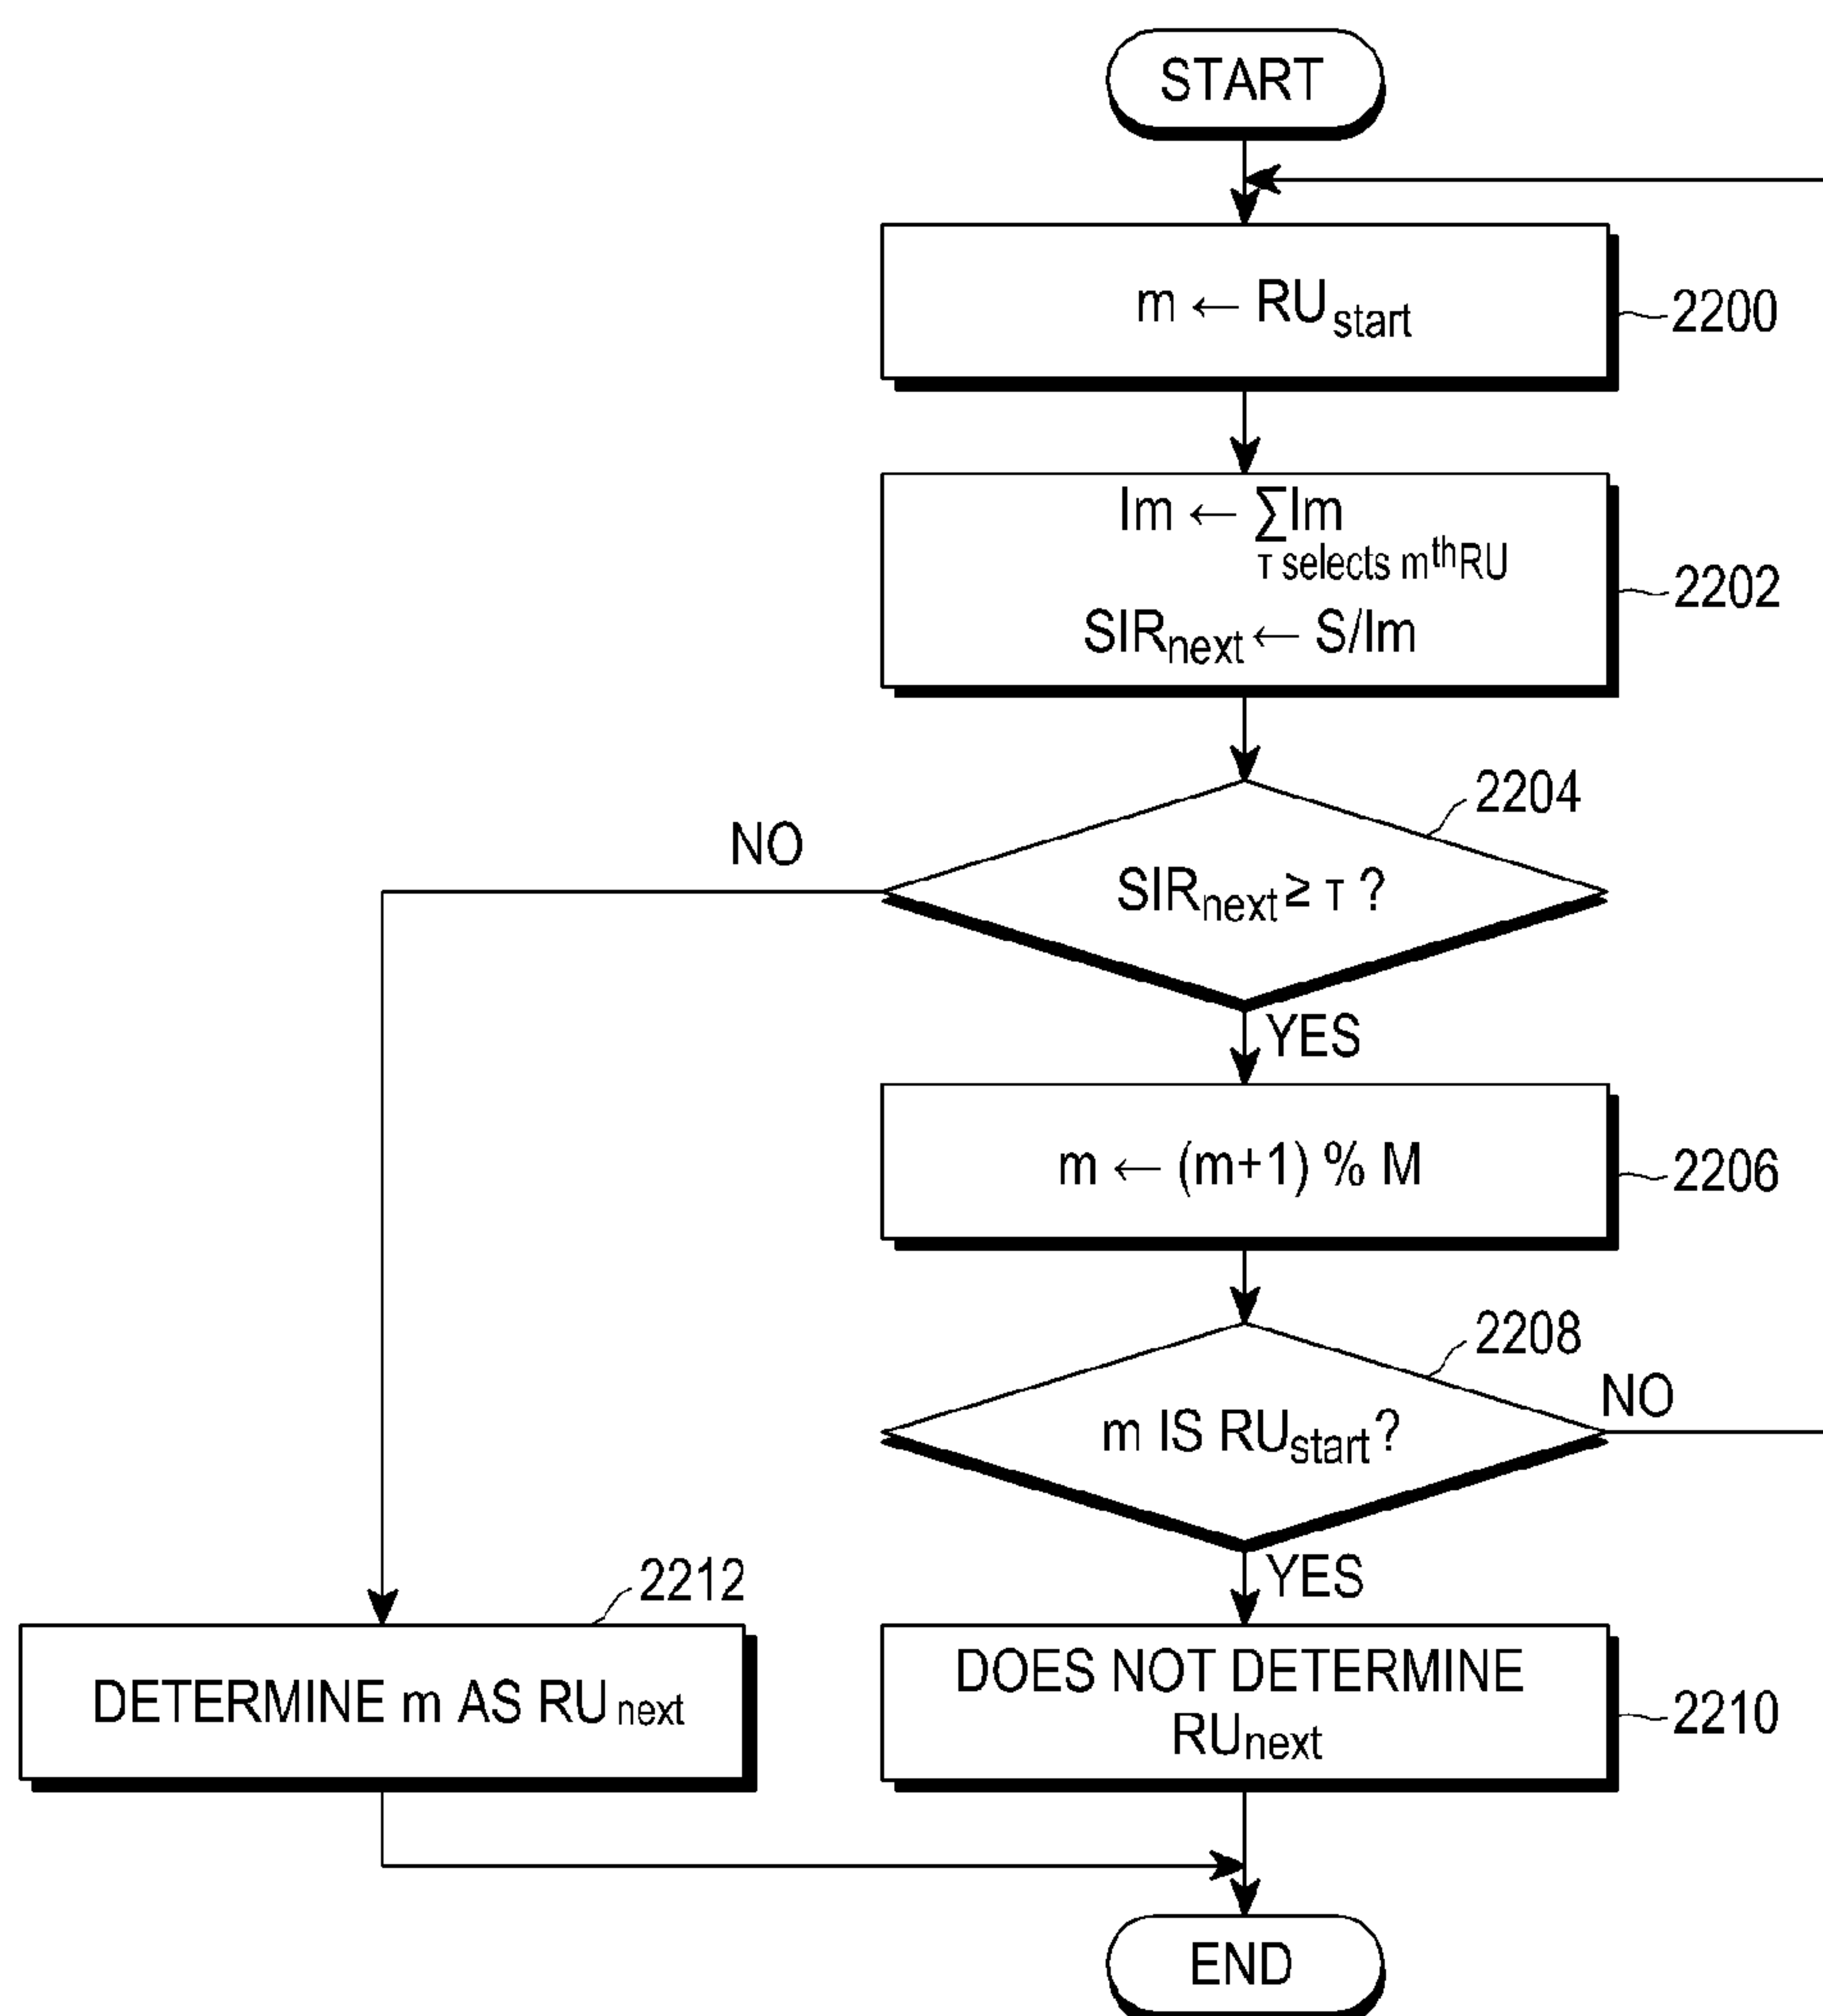 START
m ← RUstart
2200
Im ← ∑Im
τ selects mthRU
SIRnext ← S/Im
2202
2204
NO
SIRnext ≥ τ ?
YES
m ← (m+1) % M
2206
2208
NO
m IS RUstart?
YES
2212
DETERMINE m AS RUnext
DOES NOT DETERMINE
RUnext
2210
END